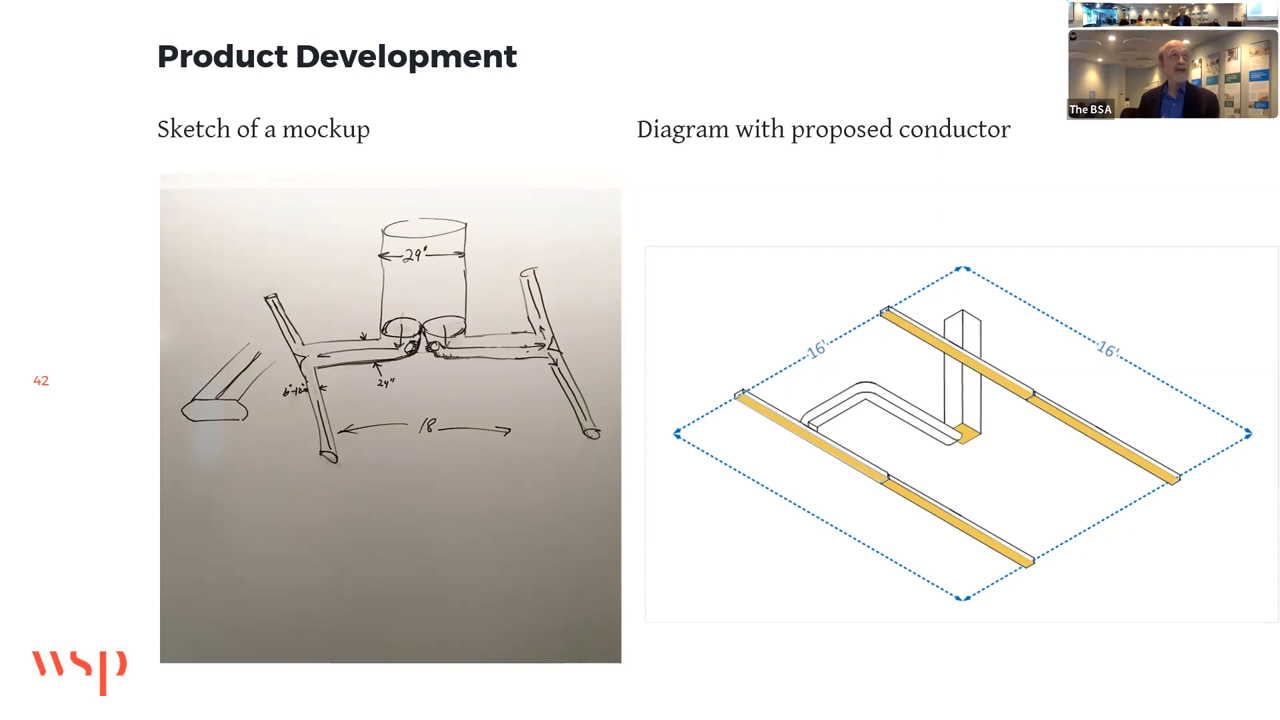 Product Development
The BSA
Sketch of a mockup
Diagram with proposed conductor
29"
24"
18
16'
16'
42
wsp